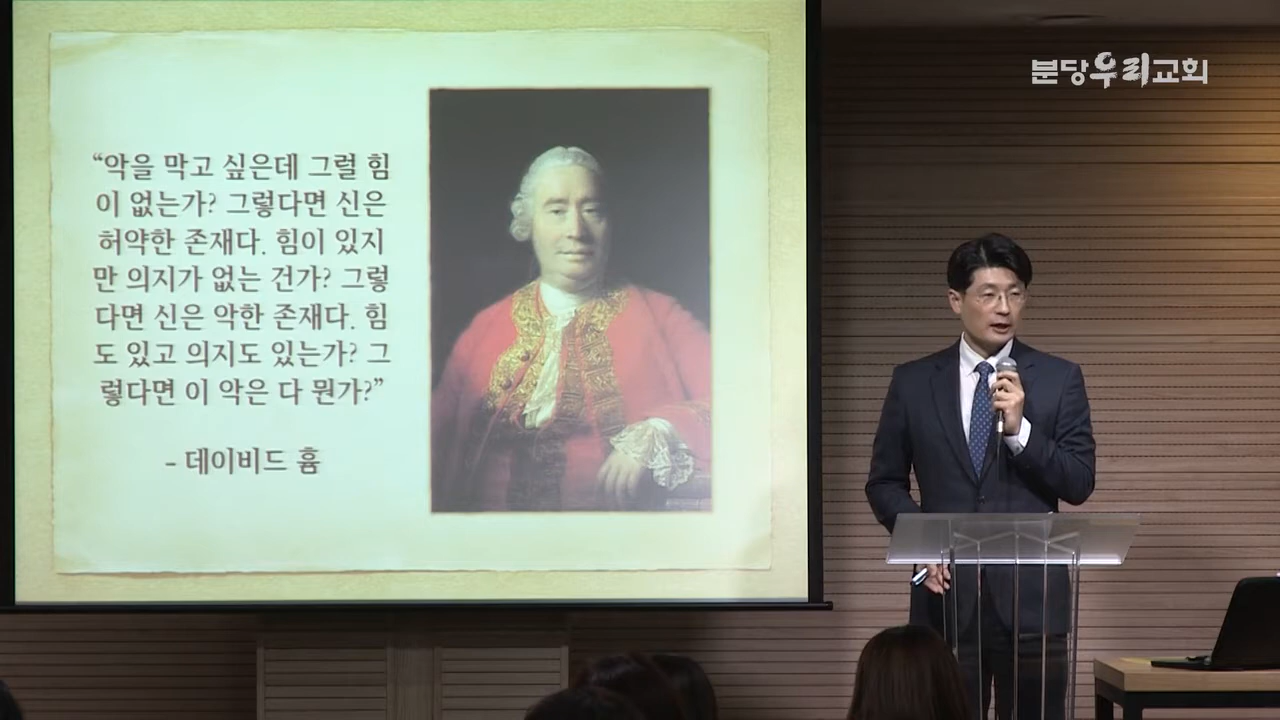 분당우리교회
“악을 막고 싶은데 그럴 힘
이 없는가? 그렇다면 신은
허약한 존재다. 힘이 있지
만 의지가 없는 건가? 그렇
다면 신은 악한 존재다. 힘
도 있고 의지도 있는가? 그
렇다면 이 악은 다 뭔가?”
- 데이비드 흄